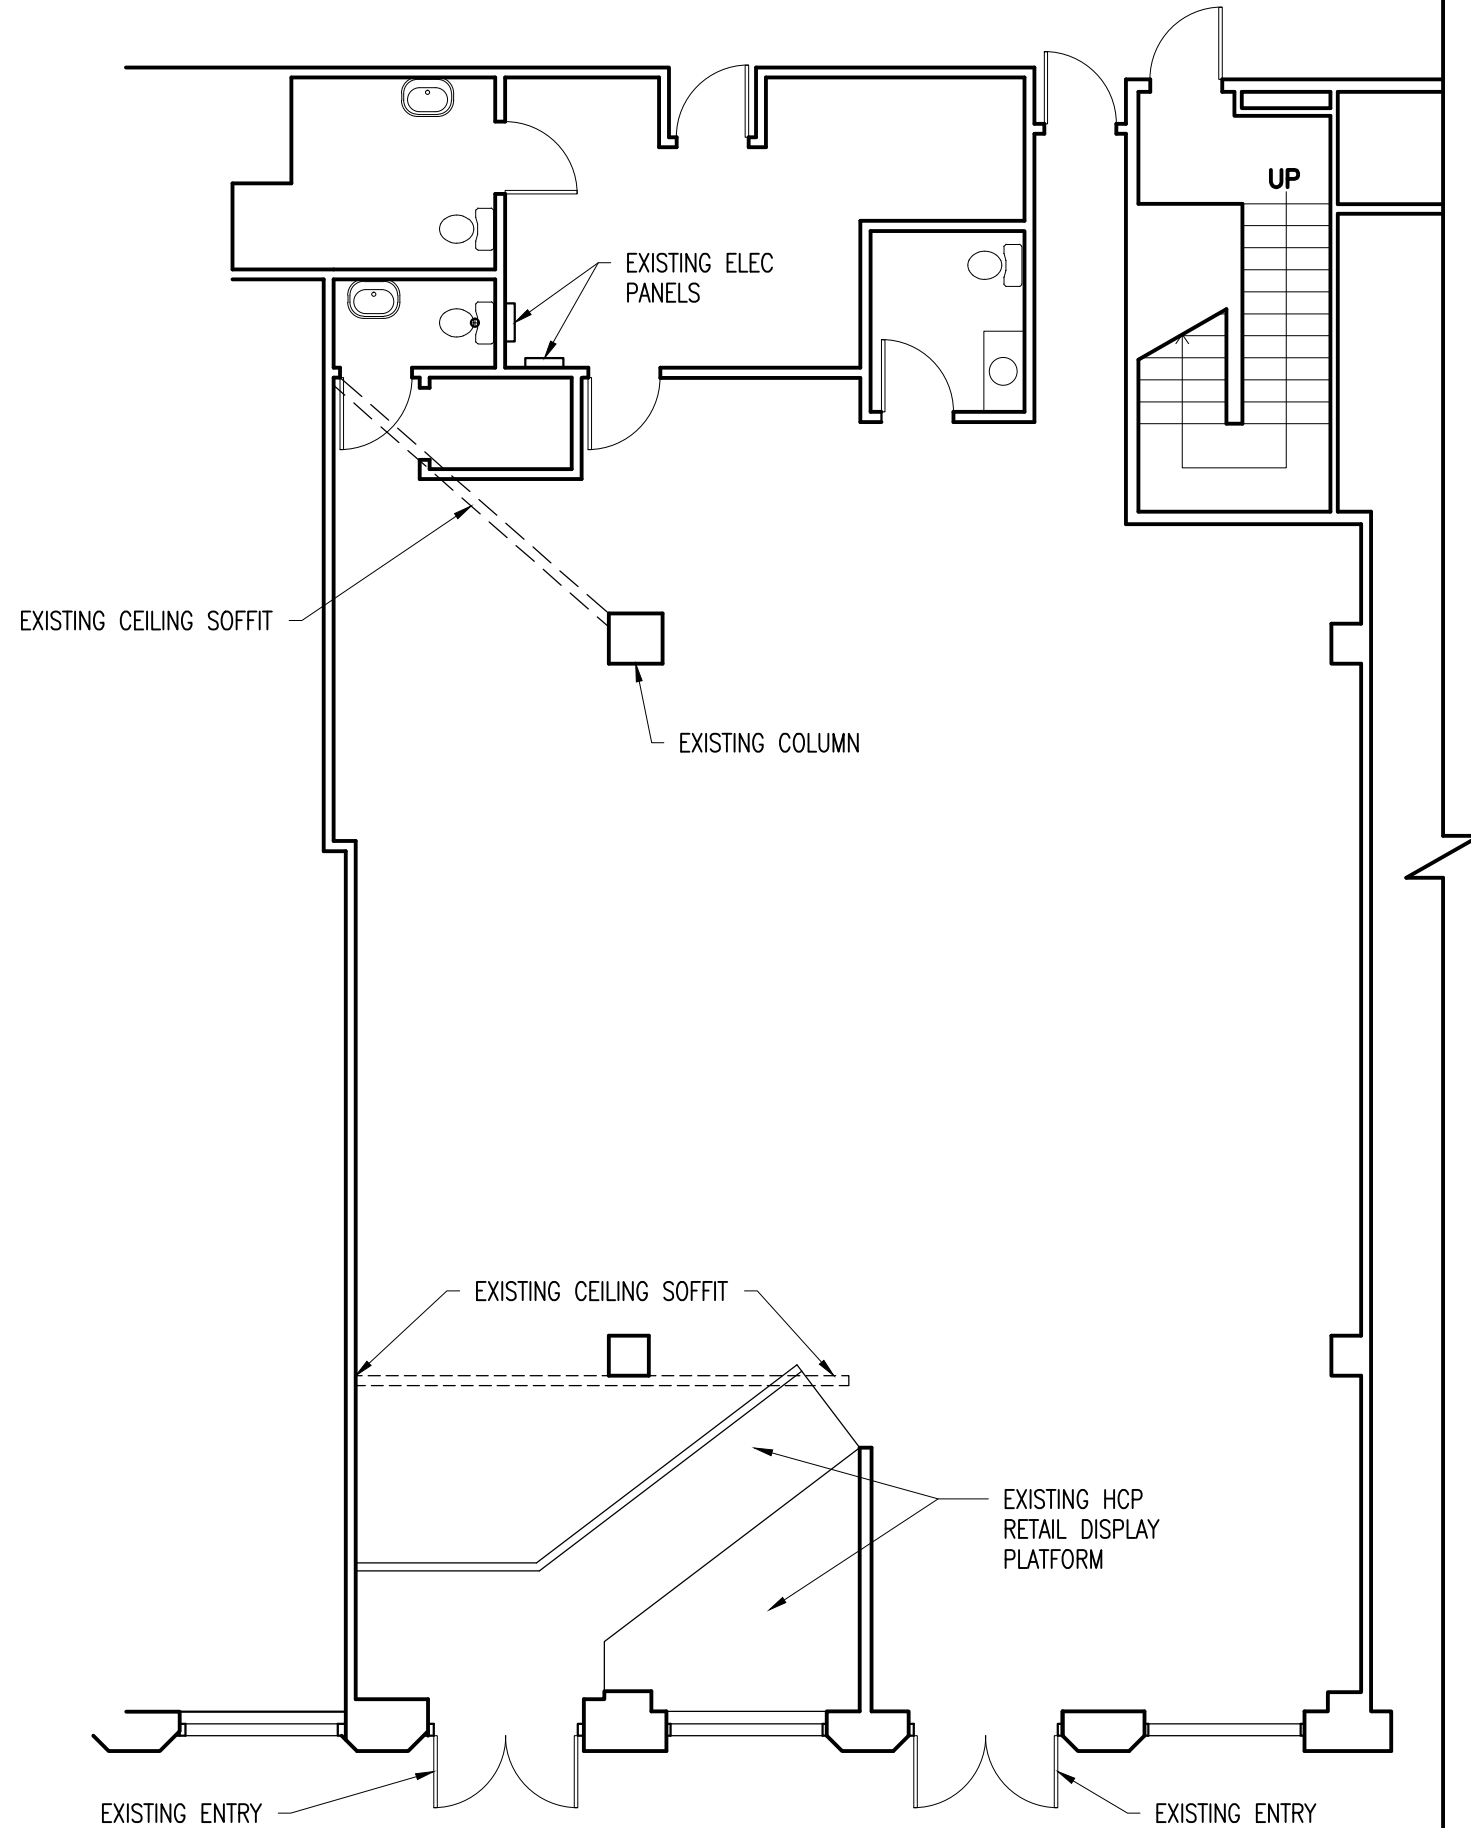 UP
EXISTING ELEC
PANELS
EXISTING CEILING SOFFIT
EXISTING COLUMN
EXISTING CEILING SOFFIT
EXISTING HCP
RETAIL DISPLAY
PLATFORM
EXISTING ENTRY
EXISTING ENTRY